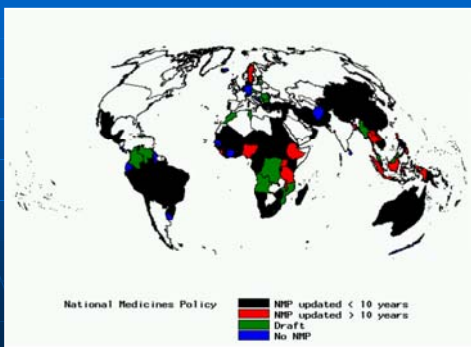 National Medicines Policy
NMP updated < 10 years
NMP updated > 10 years
Draft
No NMP